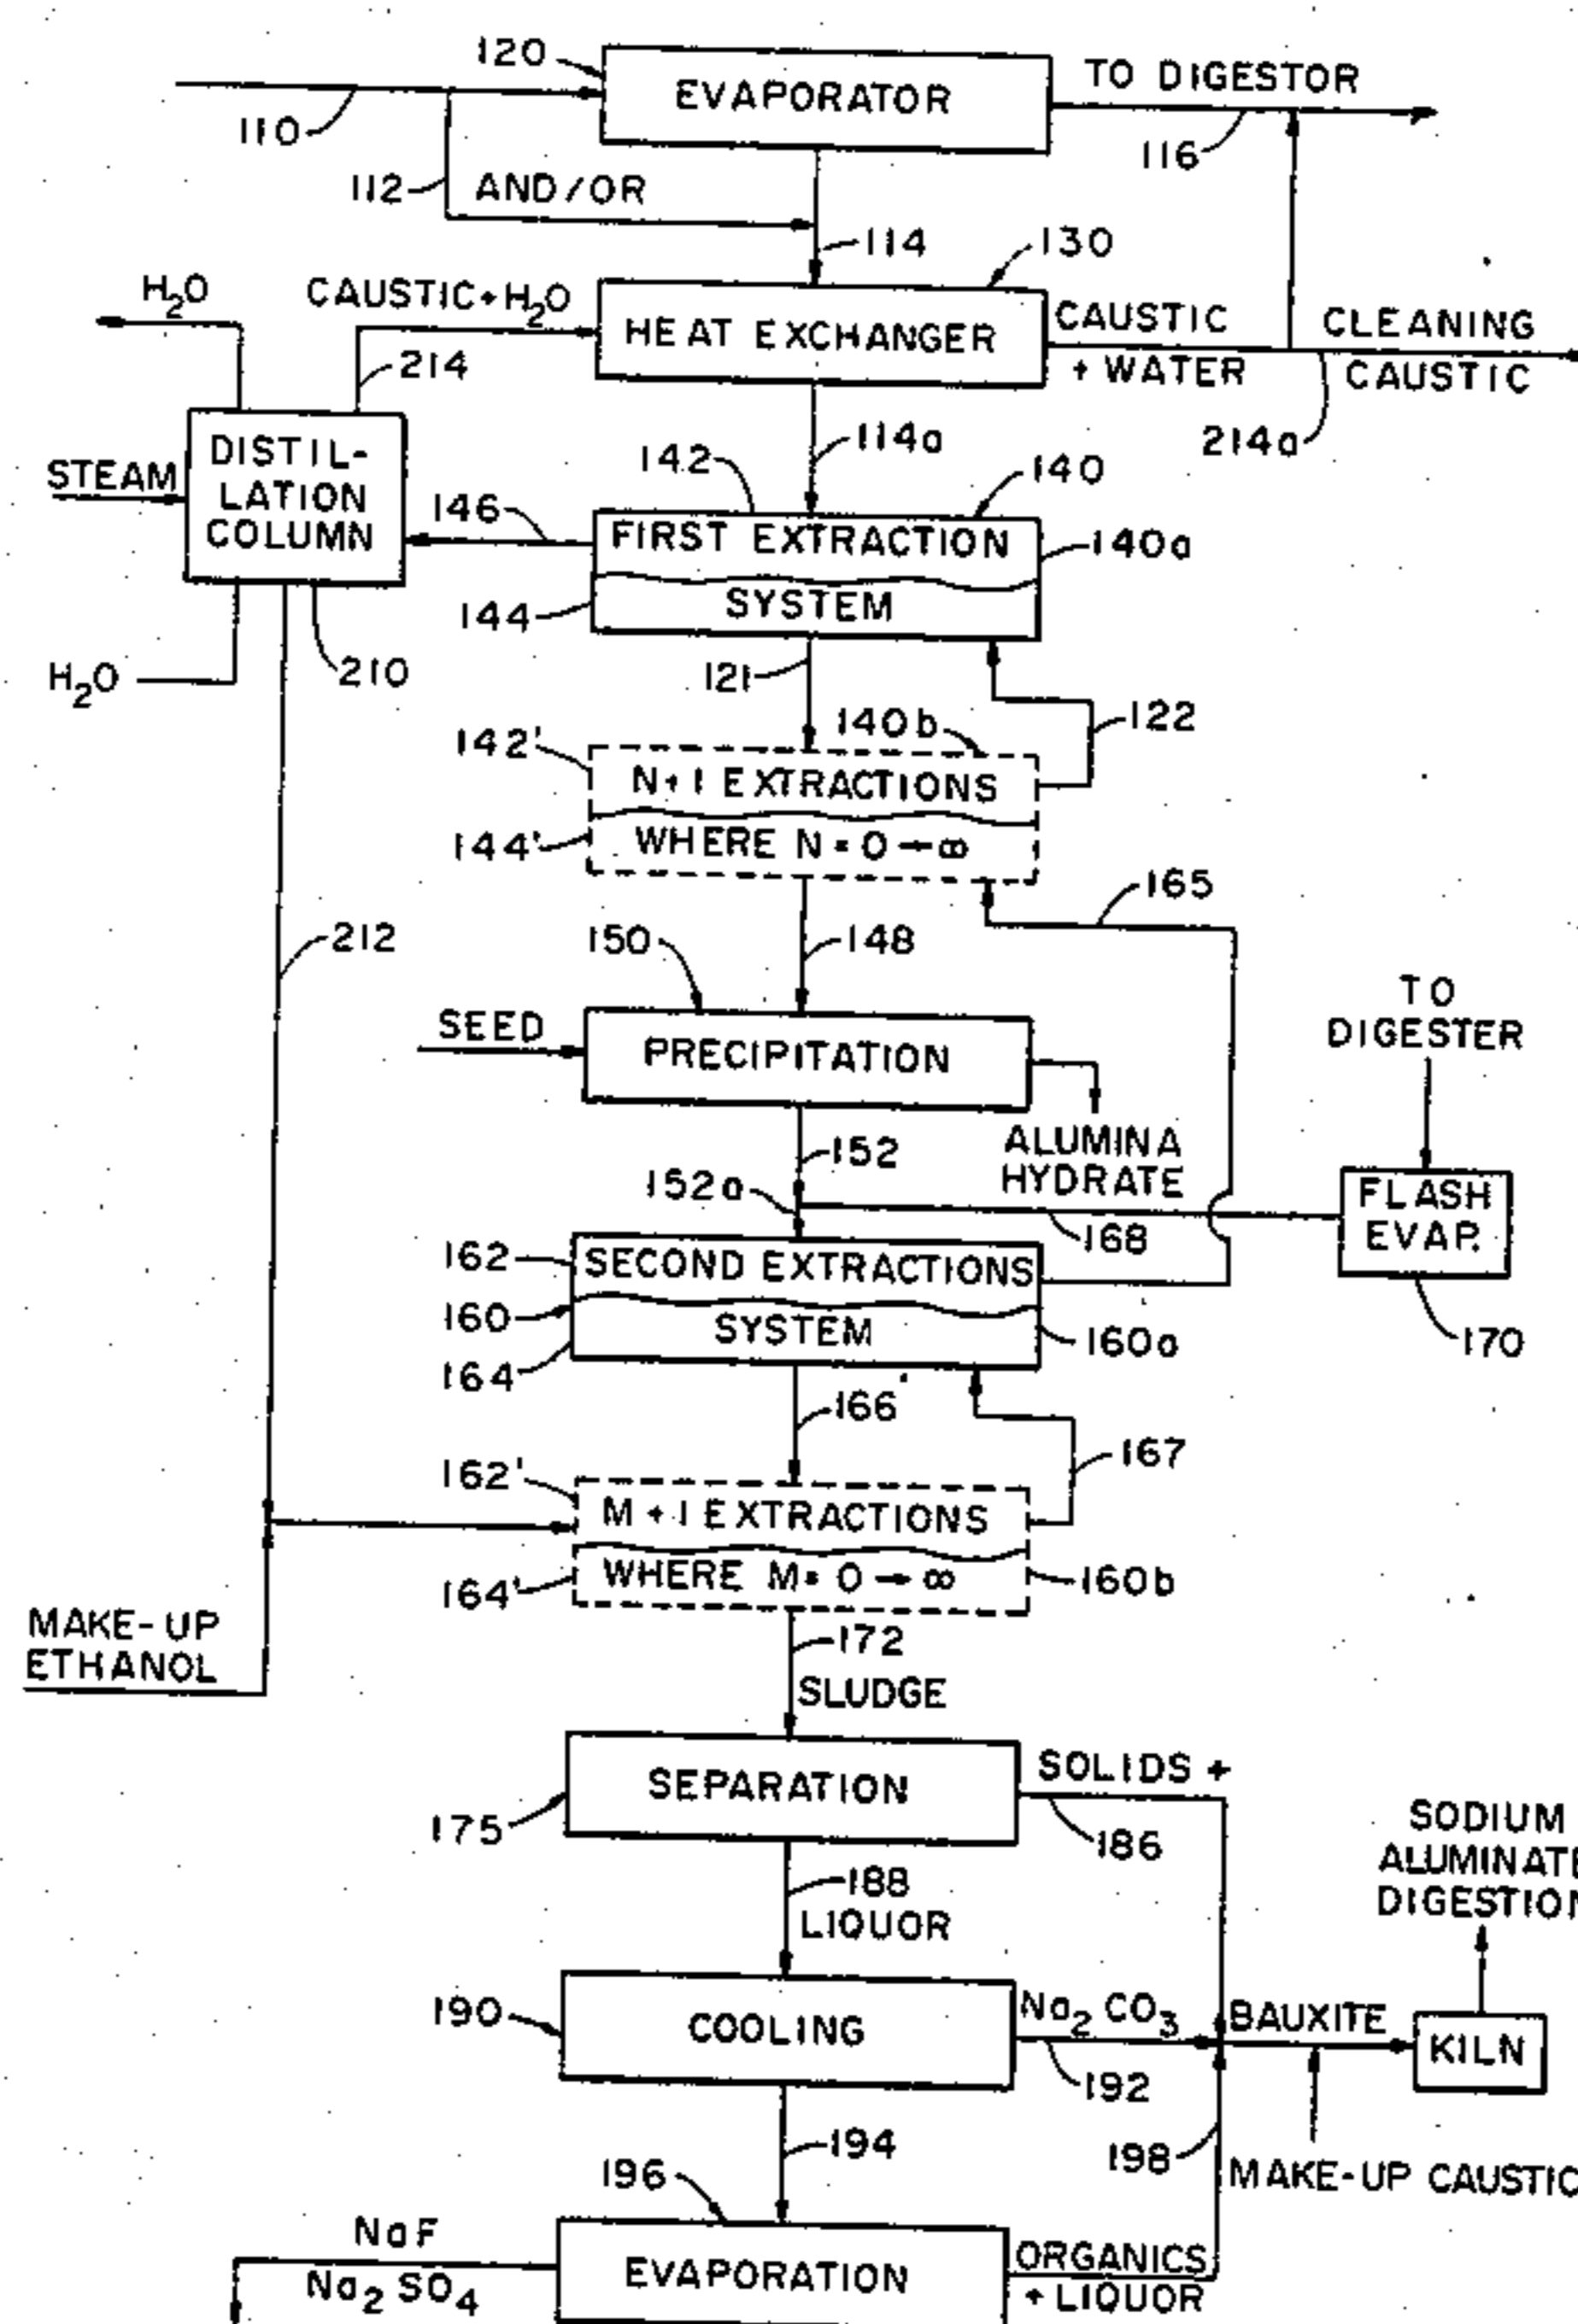 120
EVAPORATOR
TO DIGESTOR
110
116
112
AND/OR
114
130
H2O
CAUSTIC+H2O
HEAT EXCHANGER
CAUSTIC
+ WATER
CLEANING
CAUSTIC
214
214a
114a
DISTIL-
LATION
COLUMN
STEAM
142
140
146
FIRST EXTRACTION
140a
144
SYSTEM
H2O
210
121
122
142'
140b
N+1 EXTRACTIONS
144'
WHERE N=0→∞
165
212
150
148
SEED
PRECIPITATION
TO
DIGESTER
152
ALUMINA
HYDRATE
152a
168
FLASH
EVAP.
162
SECOND EXTRACTIONS
160
SYSTEM
160a
164
170
166
167
162'
M+1 EXTRACTIONS
164'
WHERE M=0→∞
160b
MAKE-UP
ETHANOL
172
SLUDGE
SEPARATION
SOLIDS +
175
186
SODIUM
ALUMINATE
DIGESTION
188
LIQUOR
190
COOLING
Na2CO3
BAUXITE
KILN
192
194
198
MAKE-UP CAUSTIC
196
NaF
Na2SO4
EVAPORATION
ORGANICS
+ LIQUOR